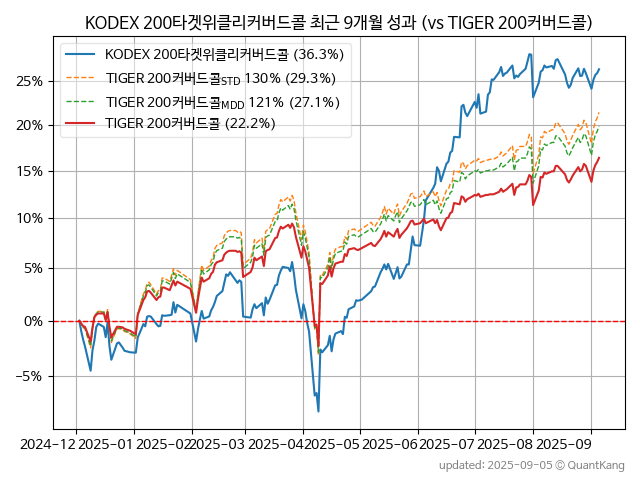 KODEX 200타겟위클리커버드콜 최근 9개월 성과 (vs TIGER 200커버드콜)
KODEX 200타겟위클리커버드콜 (36.3%)
TIGER 200커버드콜STD 130% (29.3%)
TIGER 200커버드콜MDD 121% (27.1%)
TIGER 200커버드콜 (22.2%)
25%
20%
15%
10%
5%
0%
−5%
2024-12 2025-01 2025-02 2025-03 2025-04 2025-05 2025-06 2025-07 2025-08 2025-09
updated: 2025-09-05 © QuantKang